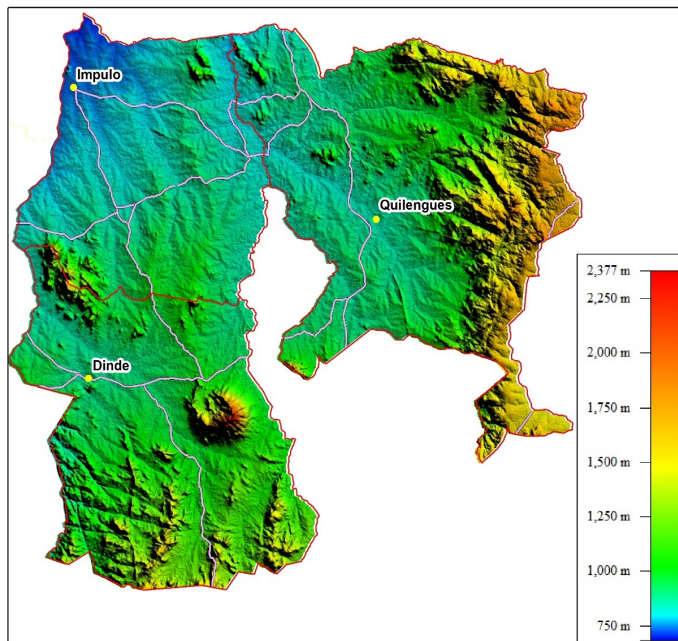 Impulo
Quilengues
Dinde
2,377 m
2,250 m
2,000 m
1,750 m
1,500 m
1,250 m
1,000 m
750 m